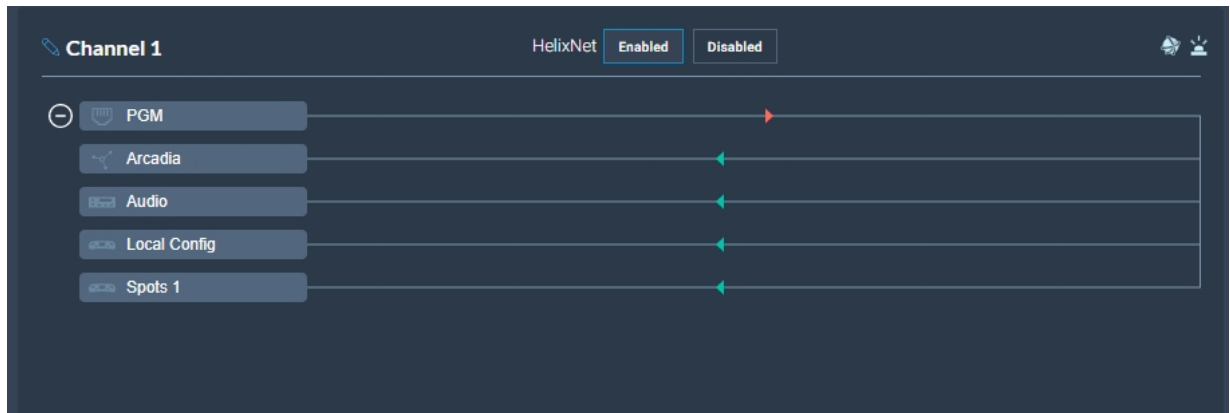 Channel 1
HelixNet Enabled Disabled
PGM
Arcadia
Audio
Local Config
Spots 1